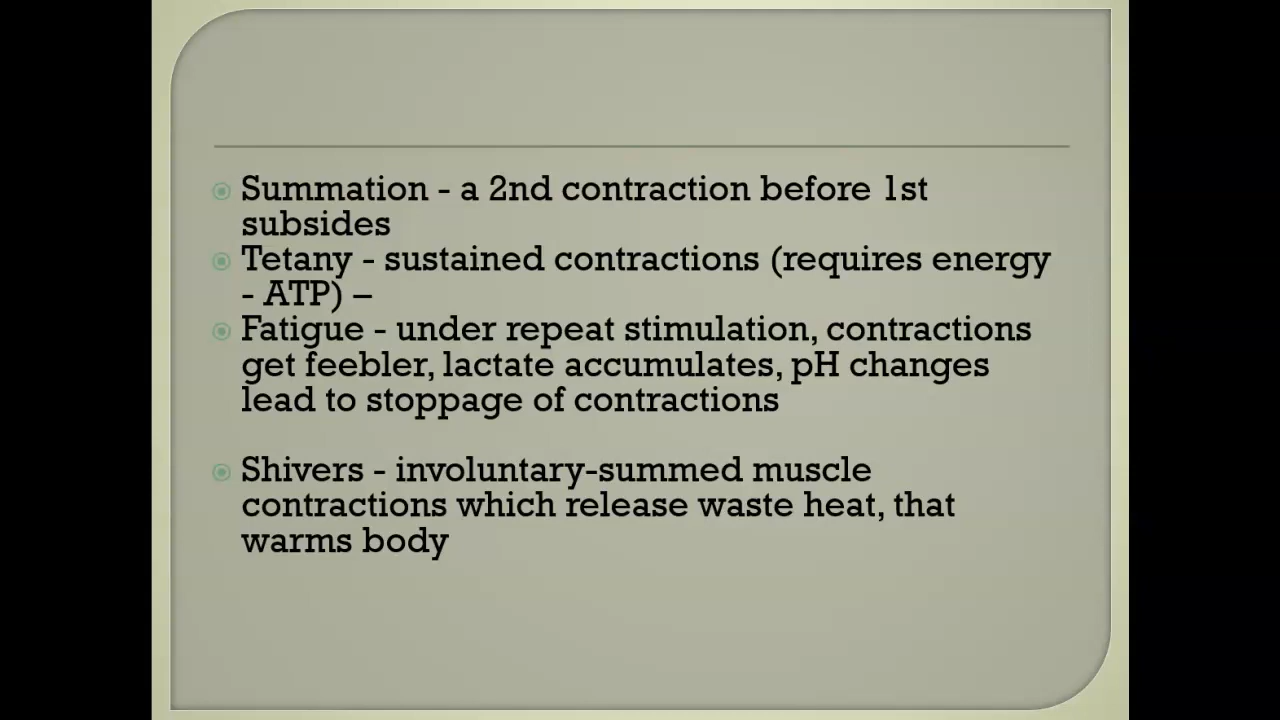 Summation - a 2nd contraction before 1st
subsides
Tetany - sustained contractions (requires energy
- ATP) –
Fatigue - under repeat stimulation, contractions
get feebler, lactate accumulates, pH changes
lead to stoppage of contractions
Shivers - involuntary-summed muscle
contractions which release waste heat, that
warms body